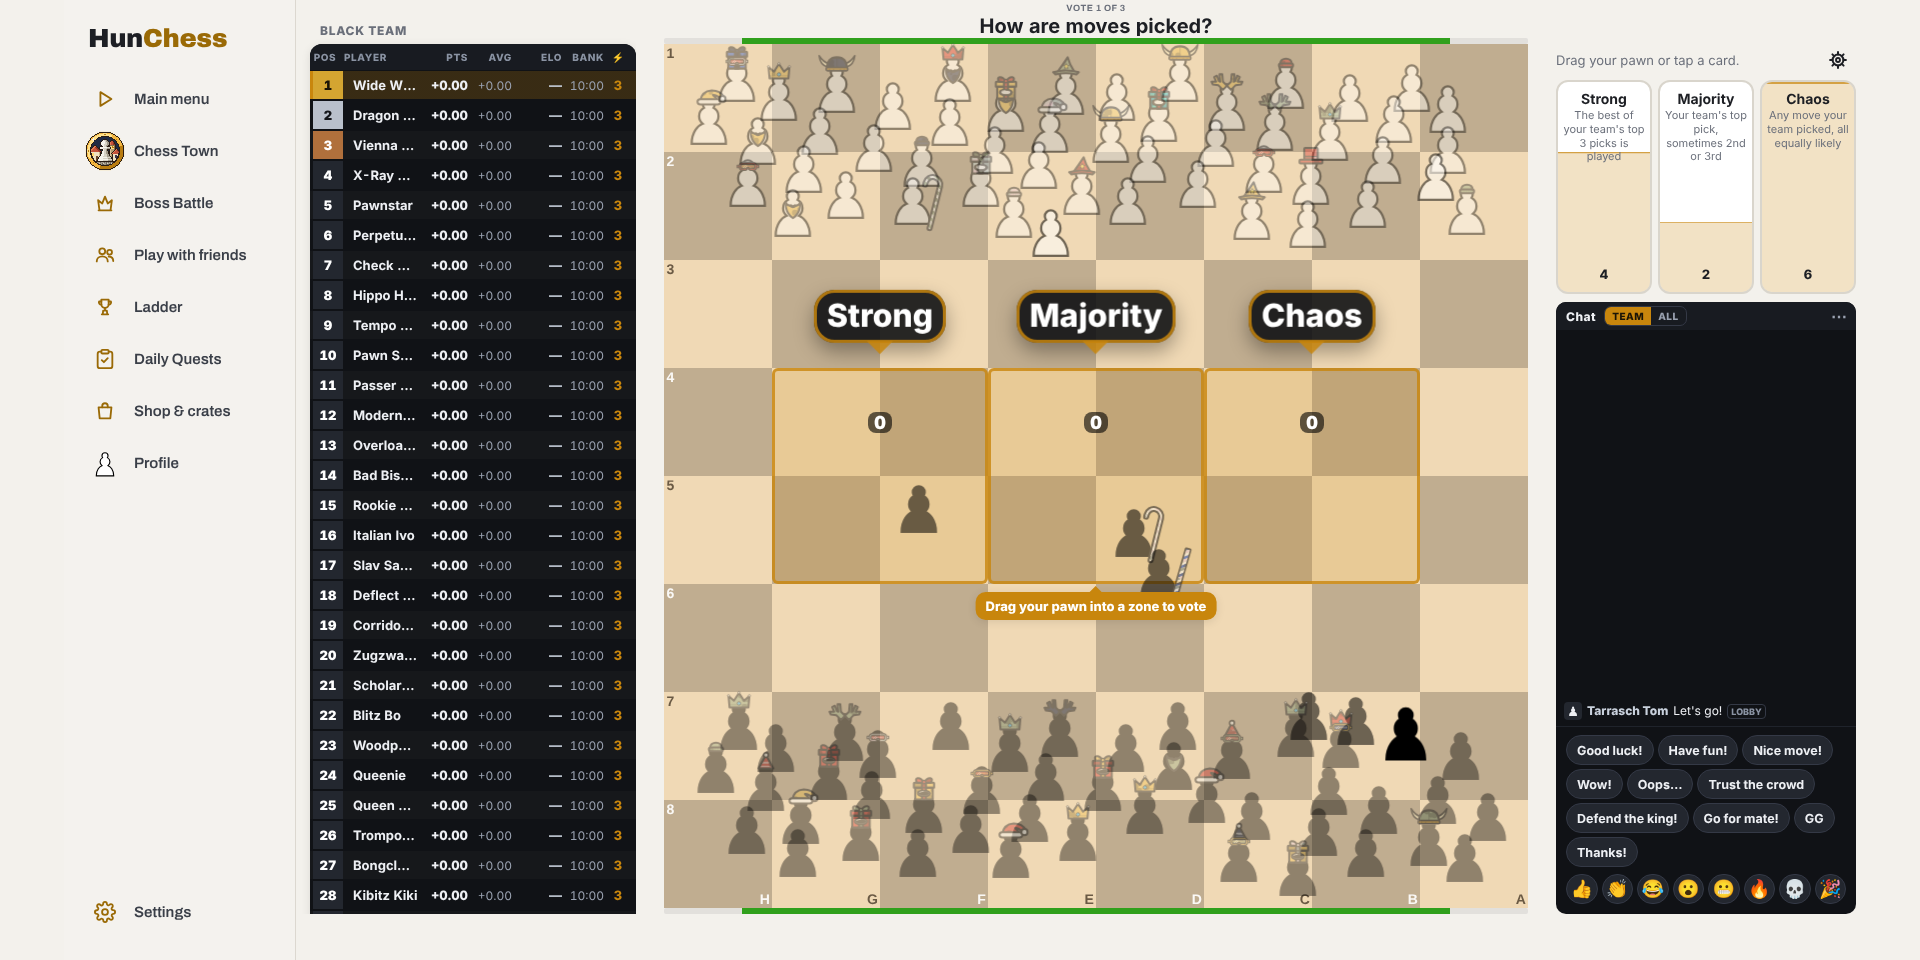 HunChess
Main menu
Chess Town
Boss Battle
Play with friends
Ladder
Daily Quests
Shop & crates
Profile
Settings
BLACK TEAM
POS PLAYER PTS AVG ELO BANK ⚡
1 Wide W... +0.00 +0.00 — 10:00 3
2 Dragon ... +0.00 +0.00 — 10:00 3
3 Vienna ... +0.00 +0.00 — 10:00 3
4 X-Ray ... +0.00 +0.00 — 10:00 3
5 Pawnstar +0.00 +0.00 — 10:00 3
6 Perpetu... +0.00 +0.00 — 10:00 3
7 Check ... +0.00 +0.00 — 10:00 3
8 Hippo H... +0.00 +0.00 — 10:00 3
9 Tempo ... +0.00 +0.00 — 10:00 3
10 Pawn S... +0.00 +0.00 — 10:00 3
11 Passer ... +0.00 +0.00 — 10:00 3
12 Modern... +0.00 +0.00 — 10:00 3
13 Overloa... +0.00 +0.00 — 10:00 3
14 Bad Bis... +0.00 +0.00 — 10:00 3
15 Rookie ... +0.00 +0.00 — 10:00 3
16 Italian Ivo +0.00 +0.00 — 10:00 3
17 Slav Sa... +0.00 +0.00 — 10:00 3
18 Deflect ... +0.00 +0.00 — 10:00 3
19 Corrido... +0.00 +0.00 — 10:00 3
20 Zugzwa... +0.00 +0.00 — 10:00 3
21 Scholar... +0.00 +0.00 — 10:00 3
22 Blitz Bo +0.00 +0.00 — 10:00 3
23 Woodp... +0.00 +0.00 — 10:00 3
24 Queenie +0.00 +0.00 — 10:00 3
25 Queen ... +0.00 +0.00 — 10:00 3
26 Trompo... +0.00 +0.00 — 10:00 3
27 Bongcl... +0.00 +0.00 — 10:00 3
28 Kibitz Kiki +0.00 +0.00 — 10:00 3
VOTE 1 OF 3
How are moves picked?
1
2
3
Strong Majority Chaos
4
0 0 0
5
6
Drag your pawn into a zone to vote
7
8
H G F E D C B A
Drag your pawn or tap a card.
Strong
The best of
your team's top
3 picks is
played
4
Majority
Your team's top
pick,
sometimes 2nd
or 3rd
2
Chaos
Any move your
team picked, all
equally likely
6
Chat TEAM ALL ...
Tarrasch Tom Let's go! LOBBY
Good luck! Have fun! Nice move!
Wow! Oops... Trust the crowd
Defend the king! Go for mate! GG
Thanks!